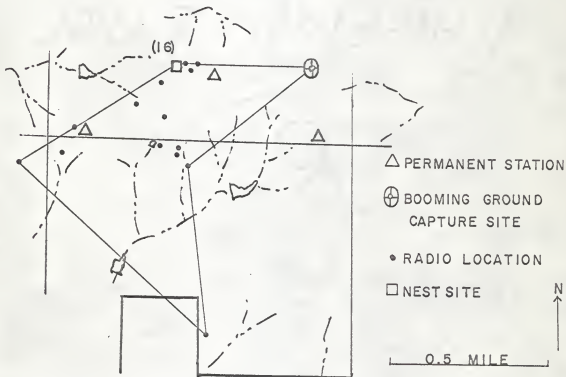 (16)
PERMANENT STATION
BOOMING GROUND
CAPTURE SITE
RADIO LOCATION
NEST SITE
N
0.5 MILE